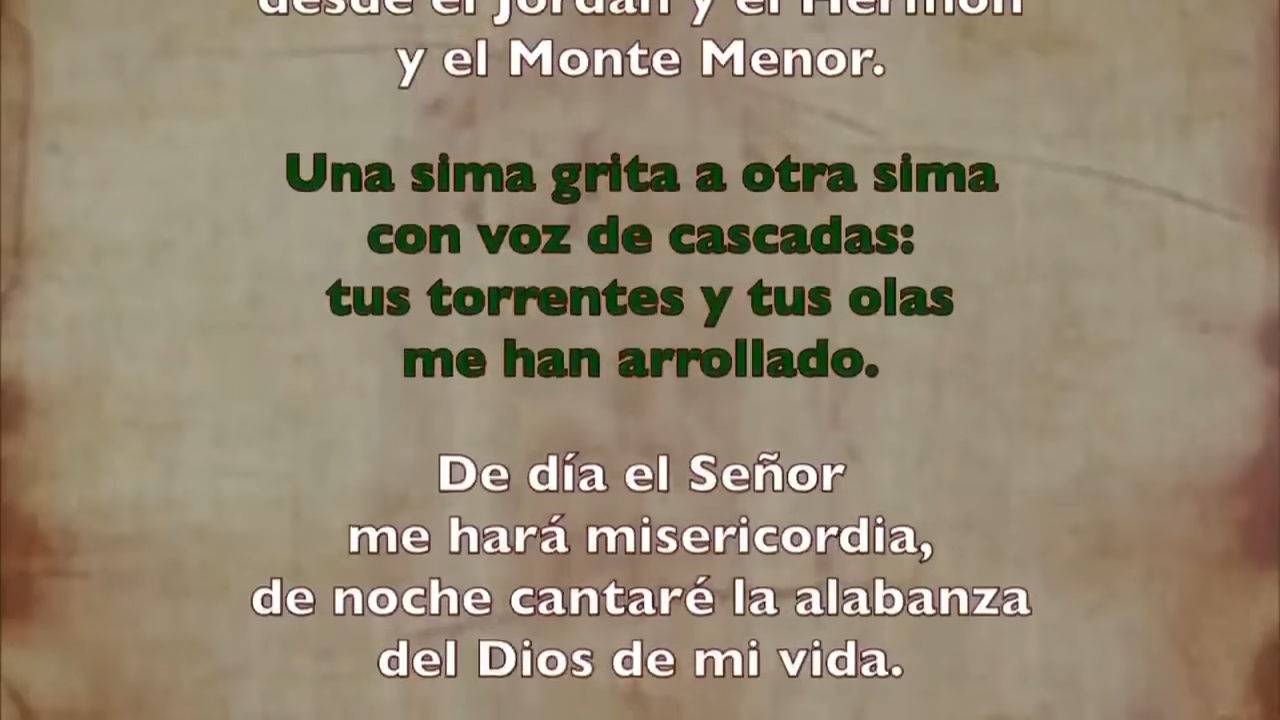 desde el Jordán y el Hermón
y el Monte Menor.
Una sima grita a otra sima
con voz de cascadas:
tus torrentes y tus olas
me han arrollado.
De día el Señor
me hará misericordia,
de noche cantaré la alabanza
del Dios de mi vida.